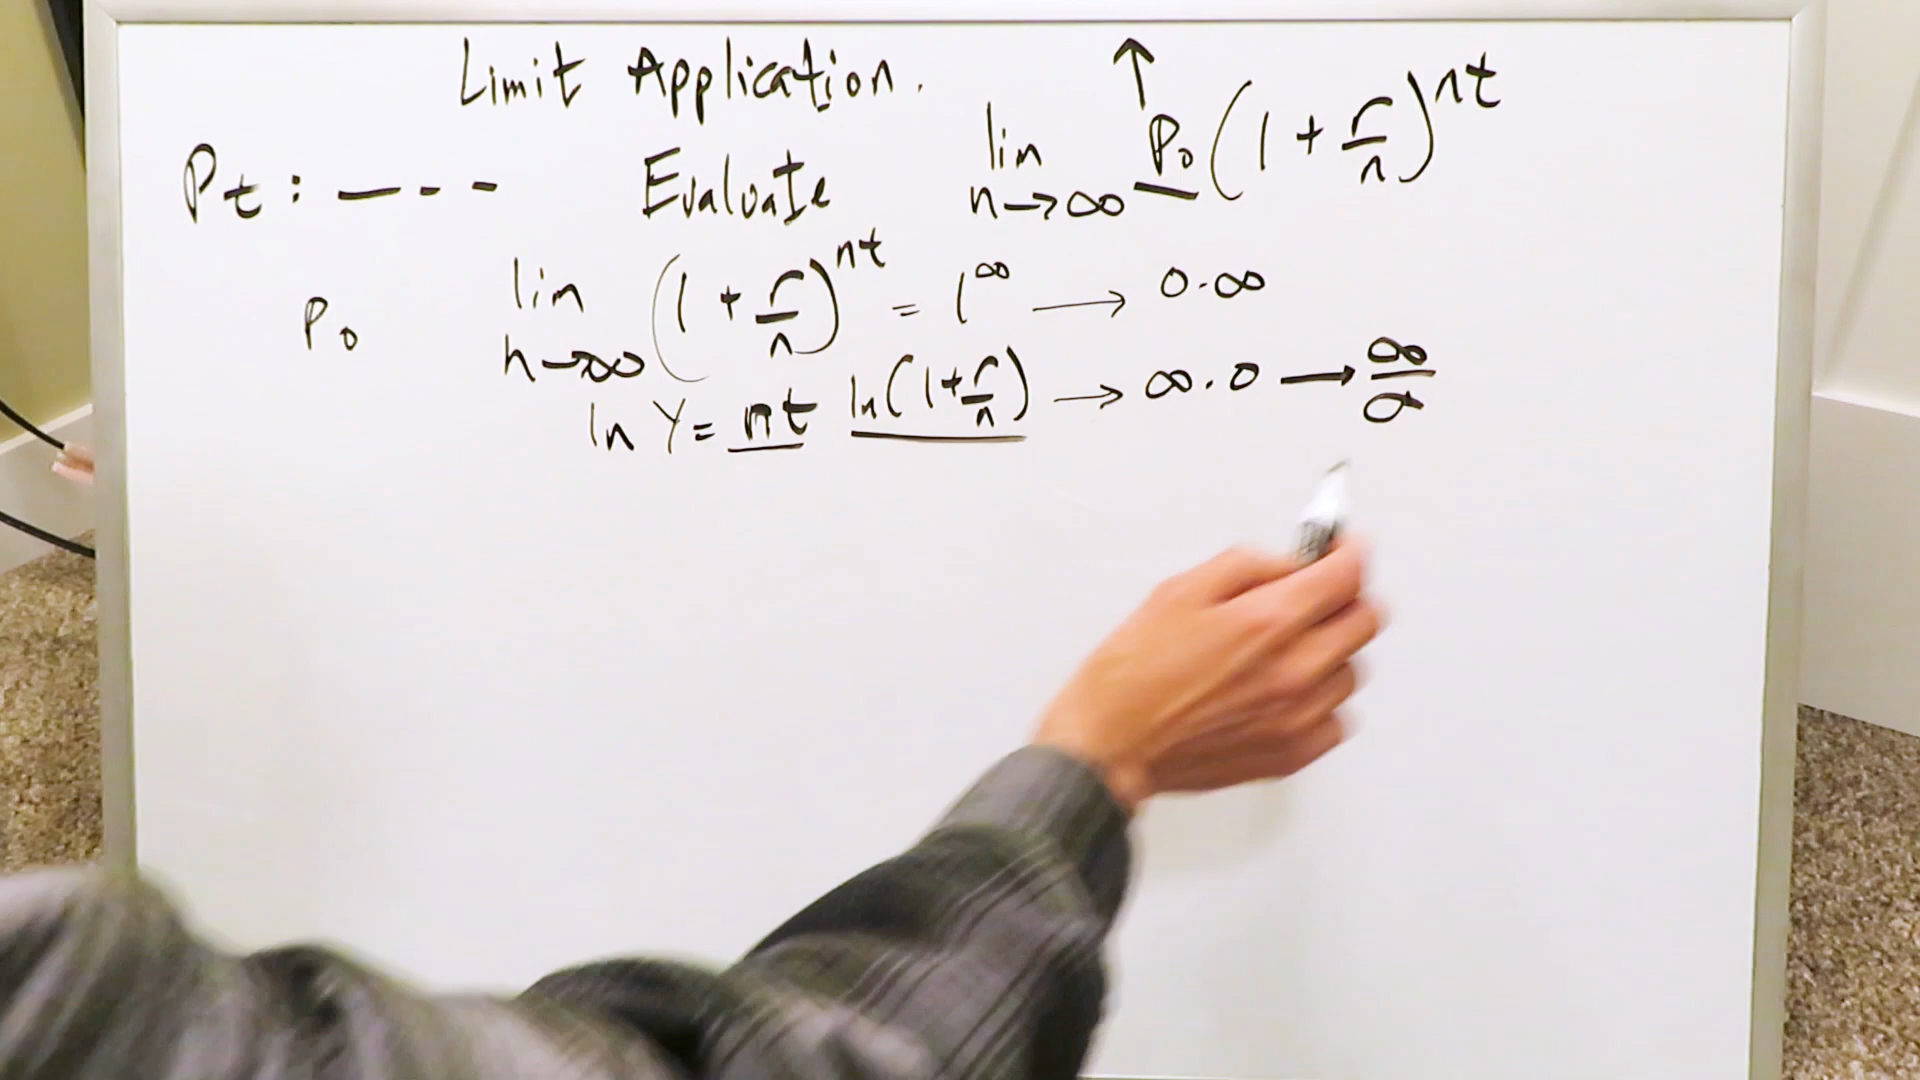 Limit Application.
Pt : — - - Evaluate lim n→∞ P₀ (1 + r/n)^nt
P₀ lim n→∞ (1 + r/n)^nt = 1^∞ → 0·∞
ln Y = nt ln(1+r/n) → ∞·0 → ∞/